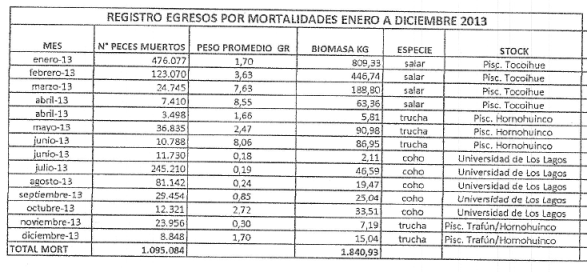 REGISTRO EGRESOS POR MORTALIDADES ENERO A DICIEMBRE 2013
MES N° PECES MUERTOS PESO PROMEDIO GR BIOMASA KG ESPECIE STOCK
enero-13 476.077 1,70 809,33 salar Pisc. Tocoihue
febrero-13 123.070 3,63 446,74 salar Pisc. Tocoihue
marzo-13 24.745 7,63 188,80 salar Pisc. Tocoihue
abril-13 7.410 8,55 63,36 salar Pisc. Tocoihue
abril-13 3.498 1,66 5,81 trucha Pisc. Hornohuinco
mayo-13 36.835 2,47 90,98 trucha Pisc. Hornohuinco
junio-13 10.788 8,06 86,95 trucha Pisc. Hornohuinco
junio-13 11.730 0,18 2,11 coho Universidad de Los Lagos
julio-13 245.210 0,19 46,59 coho Universidad de Los Lagos
agosto-13 81.142 0,24 19,47 coho Universidad de Los Lagos
septiembre-13 29.454 0,85 25,04 coho Universidad de Los Lagos
octubre-13 12.321 2,72 33,51 coho Universidad de Los Lagos
noviembre-13 23.956 0,30 7,19 trucha Pisc. Trafún/Hornohuinco
diciembre-13 8.848 1,70 15,04 trucha Pisc. Trafún/Hornohuinco
TOTAL MORT 1.095.084 1.840,93